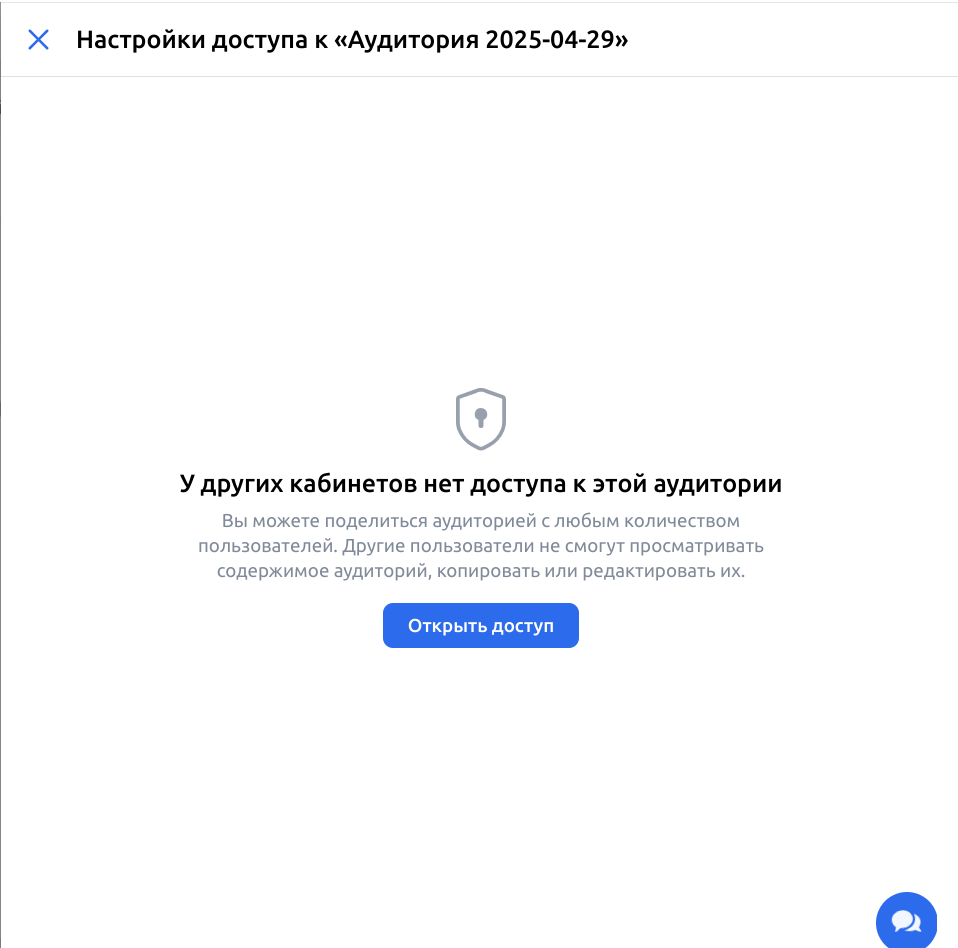 Настройки доступа к «Аудитория 2025-04-29»
У других кабинетов нет доступа к этой аудитории
Вы можете поделиться аудиторией с любым количеством
пользователей. Другие пользователи не смогут просматривать
содержимое аудиторий, копировать или редактировать их.
Открыть доступ